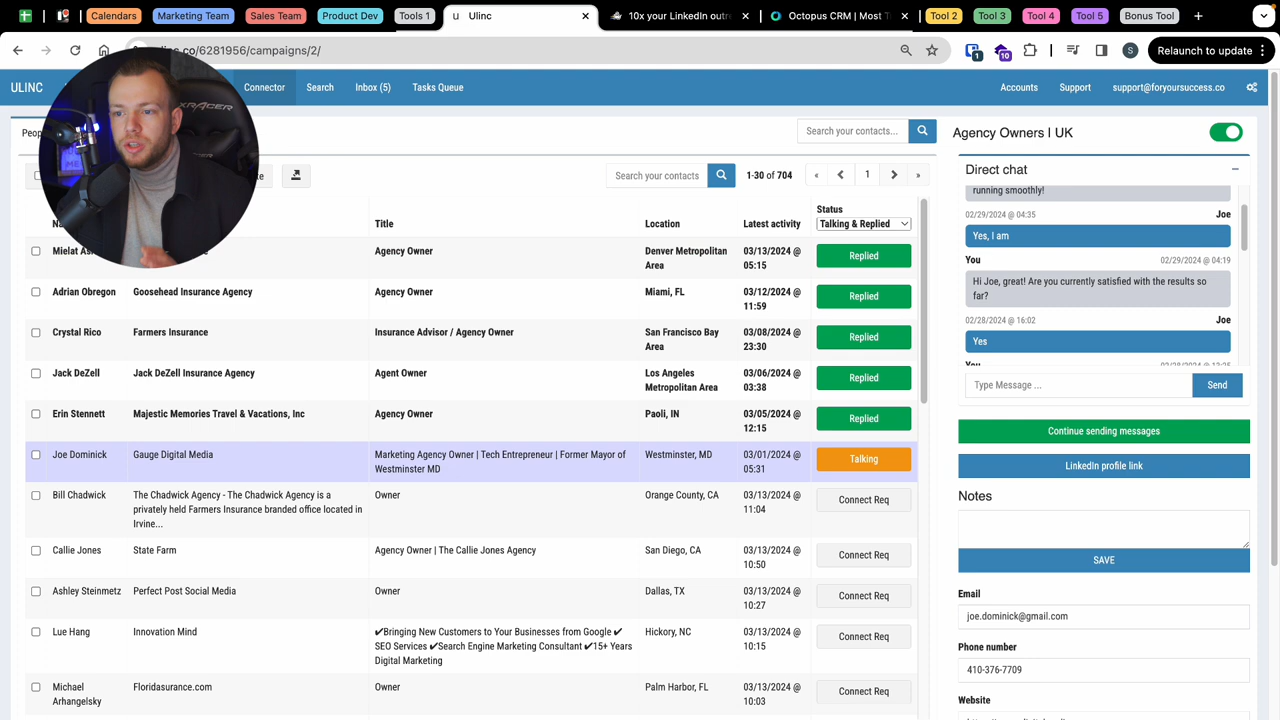 Calendars
Marketing Team
Sales Team
Product Dev
Tools 1
Ulinc
10x your LinkedIn outr
Octopus CRM | Most T
Tool 2
Tool 3
Tool 4
Tool 5
Bonus Tool
.co/6281956/campaigns/2/
1
10
S
Relaunch to update
ULINC
Connector
Search
Inbox (5)
Tasks Queue
Accounts
Support
support@foryoursuccess.co
Search your contacts...
Agency Owners | UK
Search your contacts
1-30 of 704
«
1
»
Direct chat
running smoothly!
02/29/2024 @ 04:35
Joe
Yes, I am
You
02/29/2024 @ 04:19
Hi Joe, great! Are you currently satisfied with the results so
far?
02/28/2024 @ 16:02
Joe
Yes
Type Message ...
Send
Continue sending messages
LinkedIn profile link
Notes
SAVE
Email
joe.dominick@gmail.com
Phone number
410-376-7709
Website
Title
Location
Latest activity
Status
Talking & Replied
Agency Owner
Denver Metropolitan
Area
03/13/2024 @
05:15
Replied
Adrian Obregon
Goosehead Insurance Agency
Agency Owner
Miami, FL
03/12/2024 @
11:59
Replied
Crystal Rico
Farmers Insurance
Insurance Advisor / Agency Owner
San Francisco Bay
Area
03/08/2024 @
23:30
Replied
Jack DeZell
Jack DeZell Insurance Agency
Agent Owner
Los Angeles
Metropolitan Area
03/06/2024 @
03:38
Replied
Erin Stennett
Majestic Memories Travel & Vacations, Inc
Agency Owner
Paoli, IN
03/05/2024 @
12:15
Replied
Joe Dominick
Gauge Digital Media
Marketing Agency Owner | Tech Entrepreneur | Former Mayor of
Westminster MD
Westminster, MD
03/01/2024 @
05:31
Talking
Bill Chadwick
The Chadwick Agency - The Chadwick Agency is a
privately held Farmers Insurance branded office located in
Irvine...
Owner
Orange County, CA
03/13/2024 @
11:04
Connect Req
Callie Jones
State Farm
Agency Owner | The Callie Jones Agency
San Diego, CA
03/13/2024 @
10:50
Connect Req
Ashley Steinmetz
Perfect Post Social Media
Owner
Dallas, TX
03/13/2024 @
10:27
Connect Req
Lue Hang
Innovation Mind
✔Bringing New Customers to Your Businesses from Google ✔
SEO Services ✔Search Engine Marketing Consultant ✔15+ Years
Digital Marketing
Hickory, NC
03/13/2024 @
10:15
Connect Req
Michael
Arhangelsky
Floridasurance.com
Owner
Palm Harbor, FL
03/13/2024 @
10:03
Connect Req